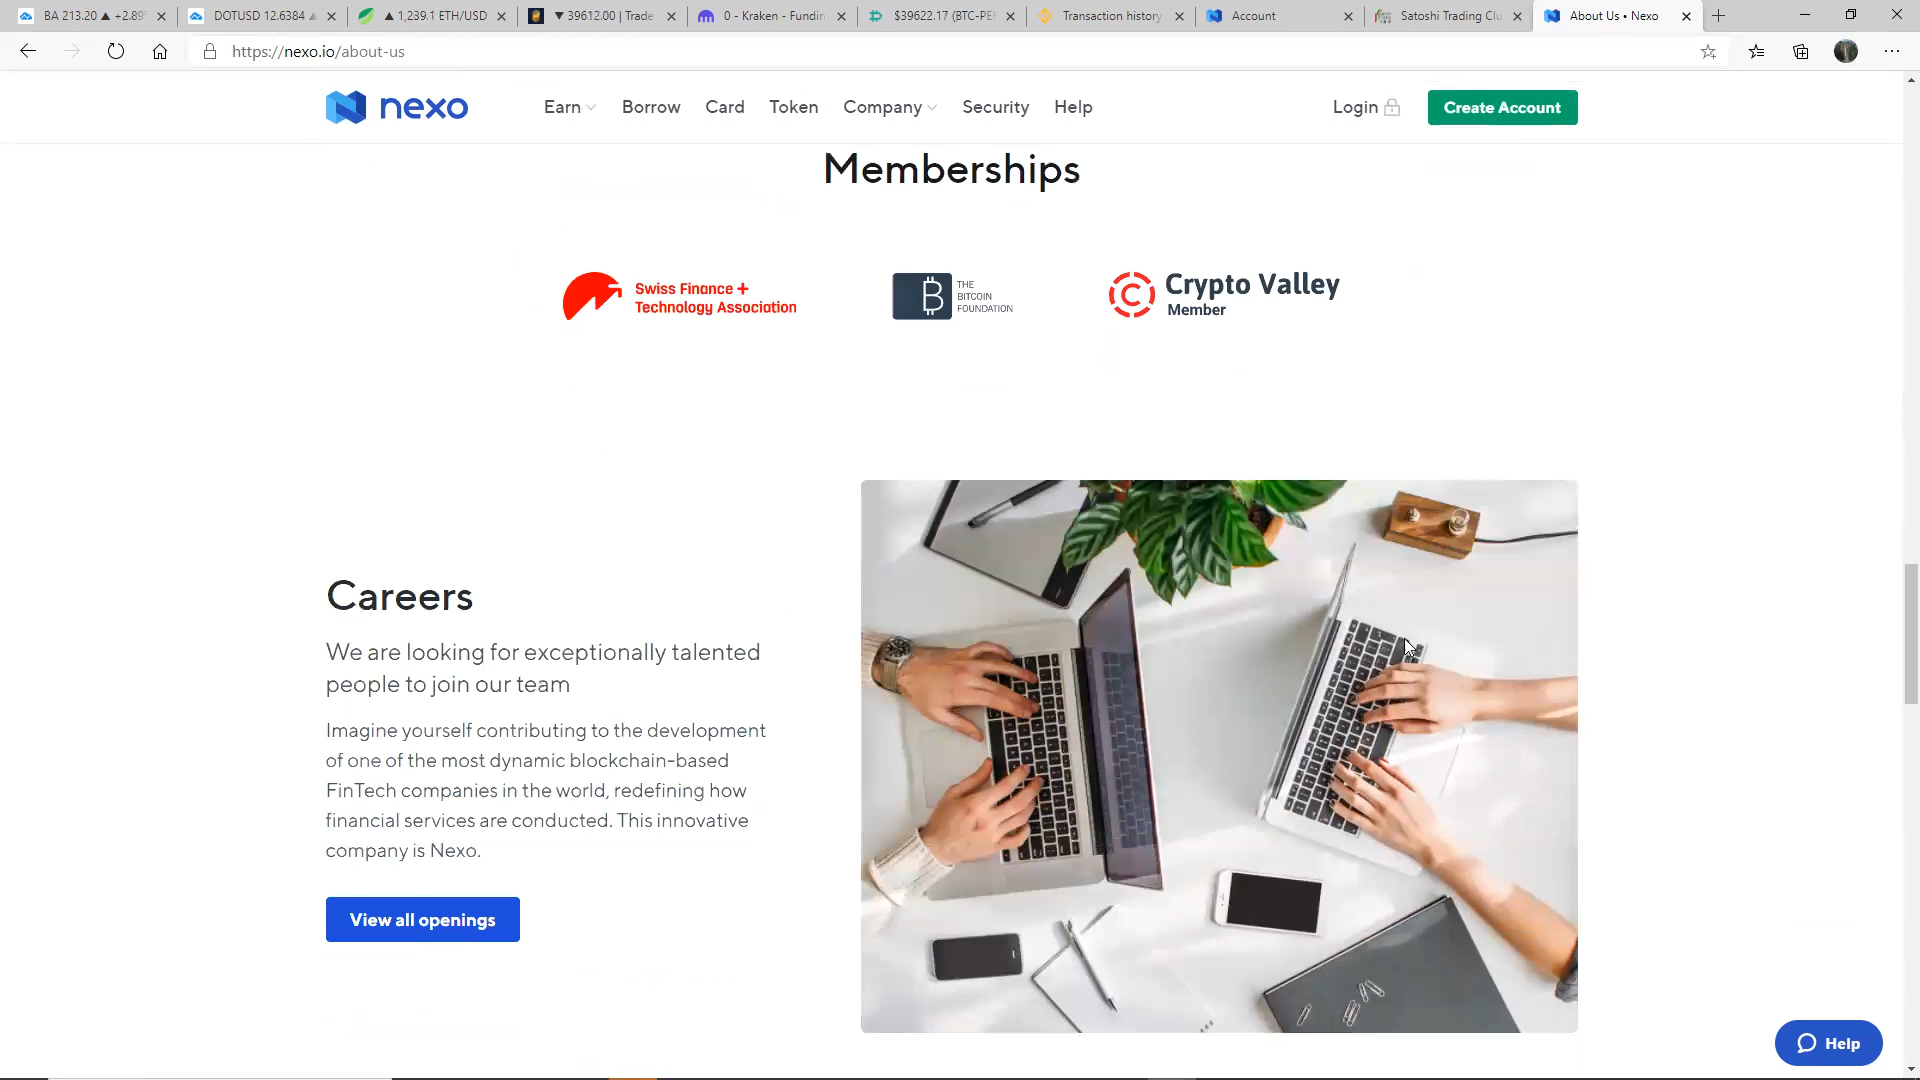 BA 213.20 ▲ +2.89
DOTUSD 12.6384 ▲
▲ 1,239.1 ETH/USD
▼ 39612.00 | Trade
0 - Kraken - Fundin
$39622.17 (BTC-PE
Transaction history
Account
Satoshi Trading Clu
About Us • Nexo
https://nexo.io/about-us
nexo
Earn
Borrow
Card
Token
Company
Security
Help
Login
Create Account
Memberships
Swiss Finance +
Technology Association
THE
BITCOIN
FOUNDATION
Crypto Valley
Member
Careers
We are looking for exceptionally talented
people to join our team
Imagine yourself contributing to the development
of one of the most dynamic blockchain-based
FinTech companies in the world, redefining how
financial services are conducted. This innovative
company is Nexo.
View all openings
Help